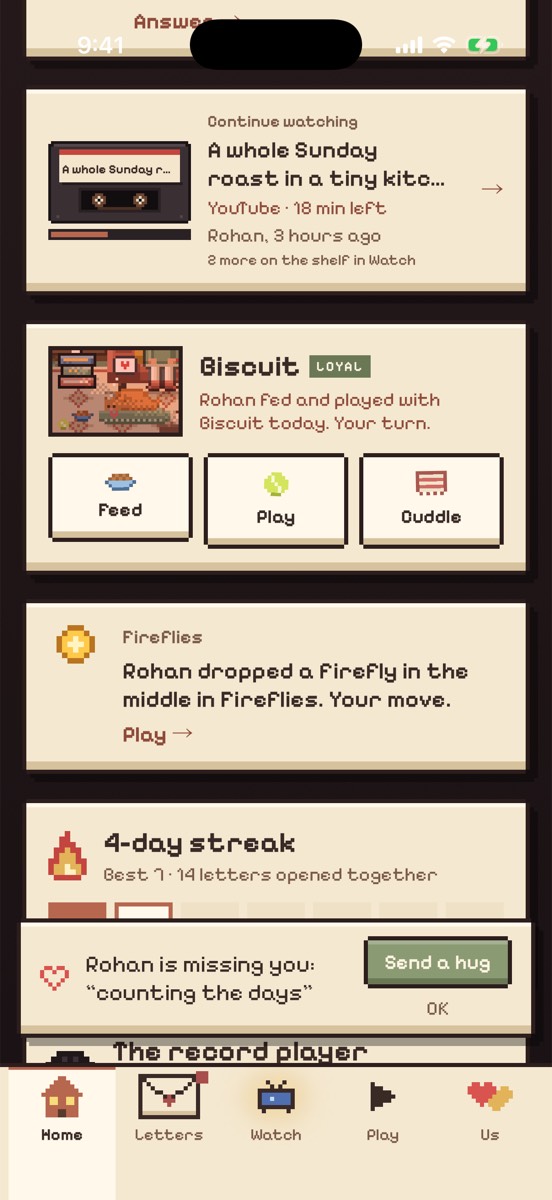 Answer →
9:41
Continue watching
A whole Sunday r...
A whole Sunday
roast in a tiny kitc...
→
YouTube · 18 min left
Rohan, 3 hours ago
8 more on the shelf in Watch
Biscuit LOYAL
Rohan fed and played with
Biscuit today. Your turn.
Feed
Play
Cuddle
Fireflies
Rohan dropped a firefly in the
middle in Fireflies. Your move.
Play →
4-day streak
Best 7 · 14 letters opened together
Rohan is missing you:
“counting the days”
Send a hug
OK
The record player
Home
Letters
Watch
Play
Us